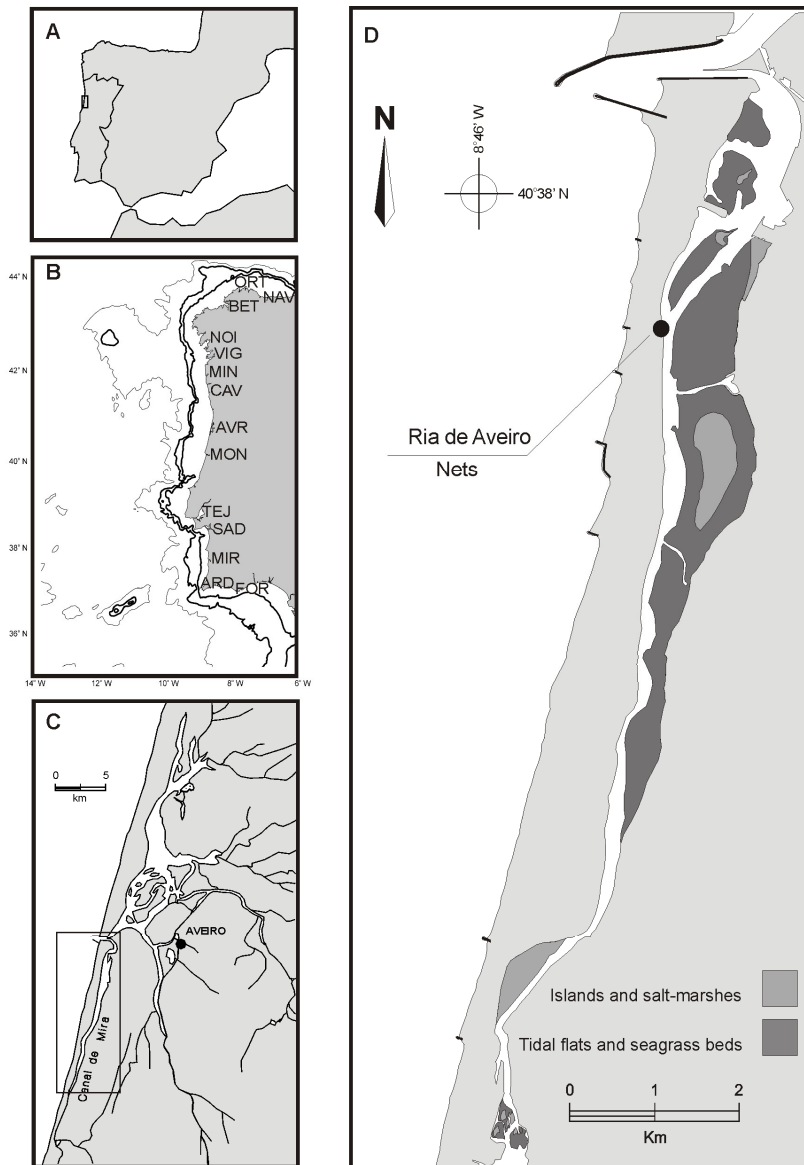 A
B
44° N
42° N
40° N
38° N
36° N
14° W 12° W 10° W 8° W 6° W
ORT
NAV
BET
NOI
VIG
MIN
CAV
AVR
MON
TEJ
SAD
MIR
ARD FOR
C
0 5
km
AVEIRO
Canal de Mira
D
N
8°46' W
40°38' N
Ria de Aveiro
Nets
Islands and salt-marshes
Tidal flats and seagrass beds
0 1 2
Km